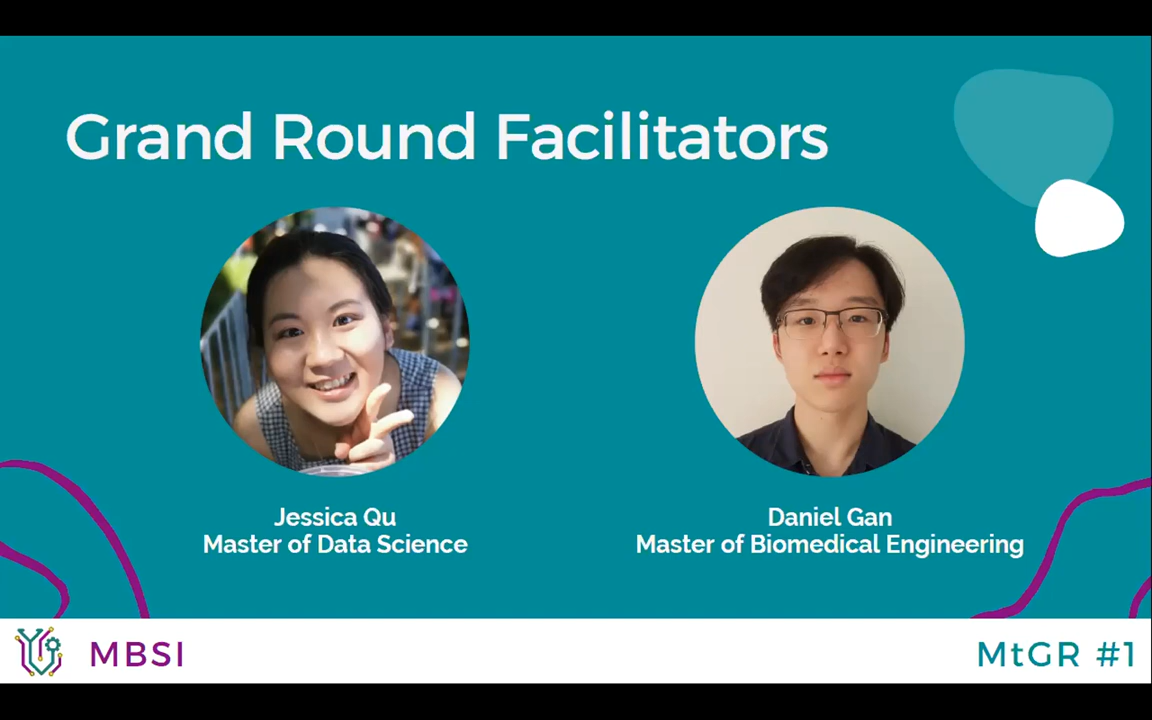 Grand Round Facilitators
Jessica Qu
Master of Data Science
Daniel Gan
Master of Biomedical Engineering
MBSI
MtGR #1